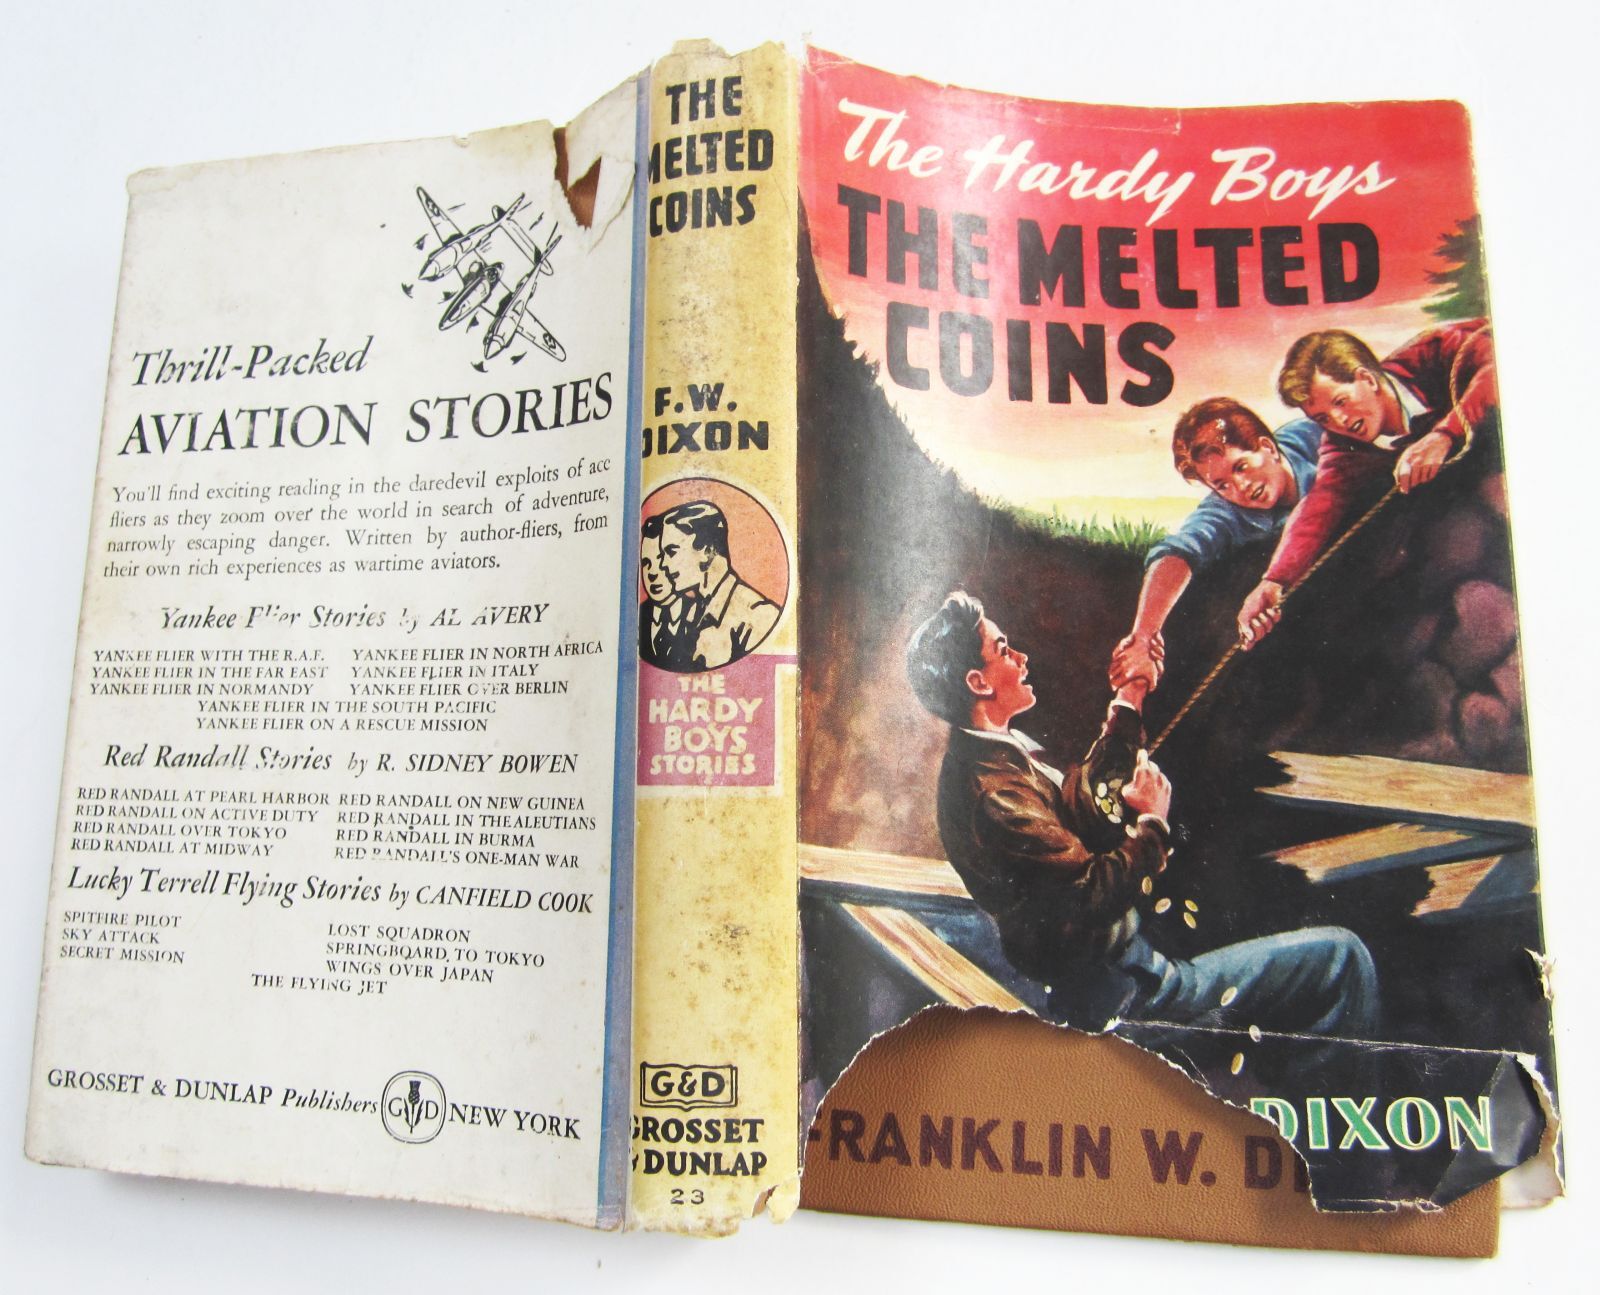 Thrill-Packed
AVIATION STORIES
You'll find exciting reading in the daredevil exploits of ace
fliers as they zoom over the world in search of adventure,
narrowly escaping danger. Written by author-fliers, from
their own rich experiences as wartime aviators.
Yankee Flier Stories by AL AVERY
YANKEE FLIER WITH THE R.A.F. YANKEE FLIER IN NORTH AFRICA
YANKEE FLIER IN THE FAR EAST YANKEE FLIER IN ITALY
YANKEE FLIER IN NORMANDY YANKEE FLIER OVER BERLIN
YANKEE FLIER IN THE SOUTH PACIFIC
YANKEE FLIER ON A RESCUE MISSION
Red Randall Stories by R. SIDNEY BOWEN
RED RANDALL AT PEARL HARBOR RED RANDALL ON NEW GUINEA
RED RANDALL ON ACTIVE DUTY RED RANDALL IN THE ALEUTIANS
RED RANDALL OVER TOKYO RED RANDALL IN BURMA
RED RANDALL AT MIDWAY RED RANDALL'S ONE-MAN WAR
Lucky Terrell Flying Stories by CANFIELD COOK
SPITFIRE PILOT LOST SQUADRON
SKY ATTACK SPRINGBOARD TO TOKYO
SECRET MISSION WINGS OVER JAPAN
THE FLYING JET
GROSSET & DUNLAP Publishers G D NEW YORK
THE
MELTED
COINS
F.W.
DIXON
THE
HARDY
BOYS
STORIES
G&D
GROSSET
& DUNLAP
23
The Hardy Boys
THE MELTED
COINS
DIXON
FRANKLIN W. DI